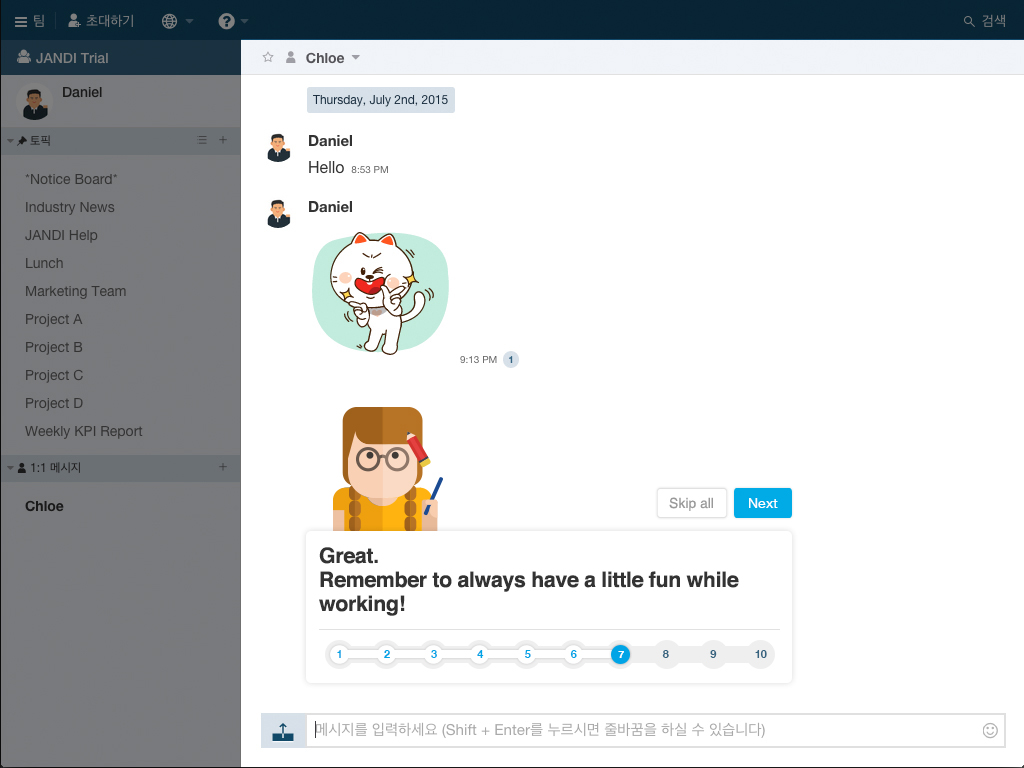 팀 초대하기 ? 검색
JANDI Trial
Daniel
토픽
*Notice Board*
Industry News
JANDI Help
Lunch
Marketing Team
Project A
Project B
Project C
Project D
Weekly KPI Report
1:1 메시지
Chloe
Chloe
Thursday, July 2nd, 2015
Daniel
Hello 8:53 PM
Daniel
9:13 PM 1
Skip all Next
Great.
Remember to always have a little fun while
working!
1 2 3 4 5 6 7 8 9 10
메시지를 입력하세요 (Shift + Enter를 누르시면 줄바꿈을 하실 수 있습니다)